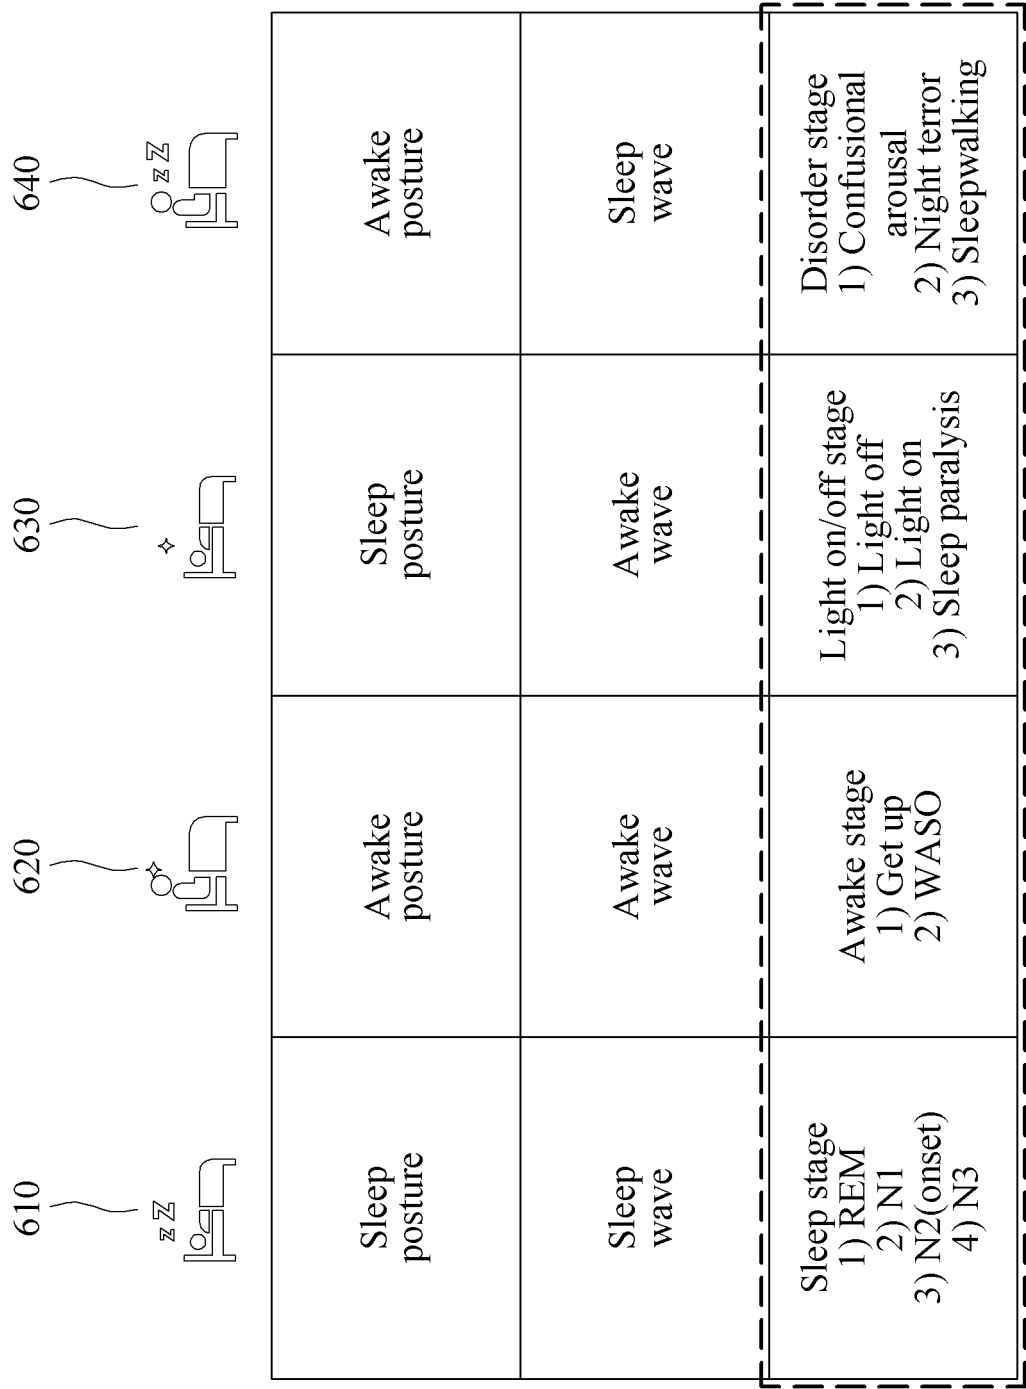 610
620
630
640
z Z
z Z
Sleep
posture
Awake
posture
Sleep
posture
Awake
posture
Sleep
wave
Awake
wave
Awake
wave
Sleep
wave
Sleep stage
1) REM
2) N1
3) N2(onset)
4) N3
Awake stage
1) Get up
2) WASO
Light on/off stage
1) Light off
2) Light on
3) Sleep paralysis
Disorder stage
1) Confusional
arousal
2) Night terror
3) Sleepwalking